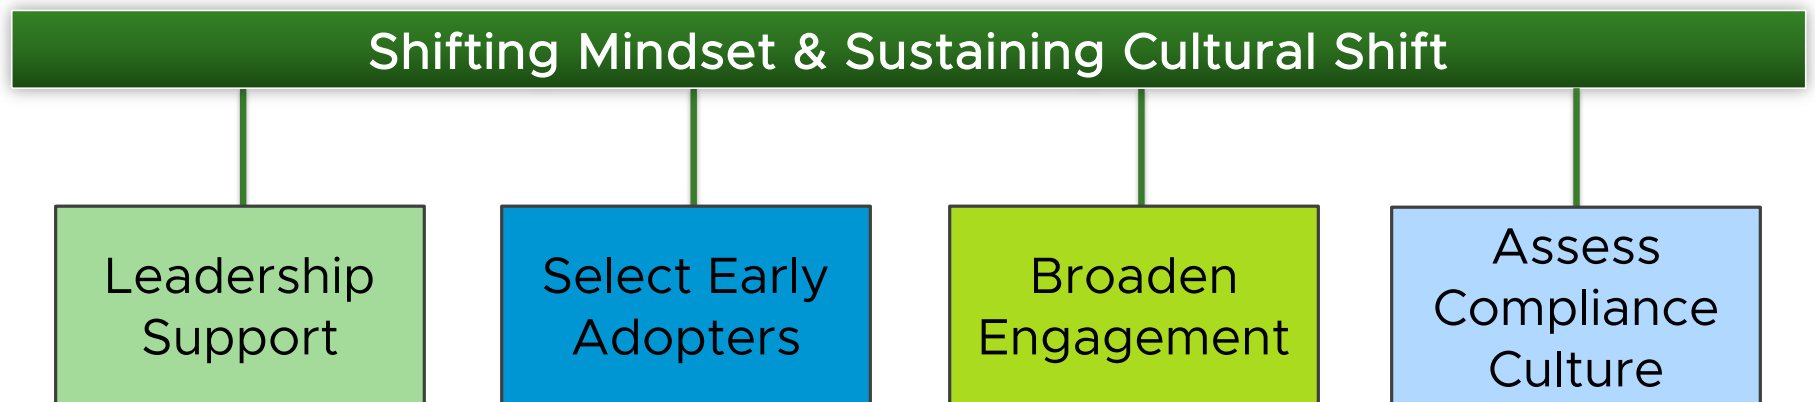 Shifting Mindset & Sustaining Cultural Shift
Leadership
Support
Select Early
Adopters
Broaden
Engagement
Assess
Compliance
Culture